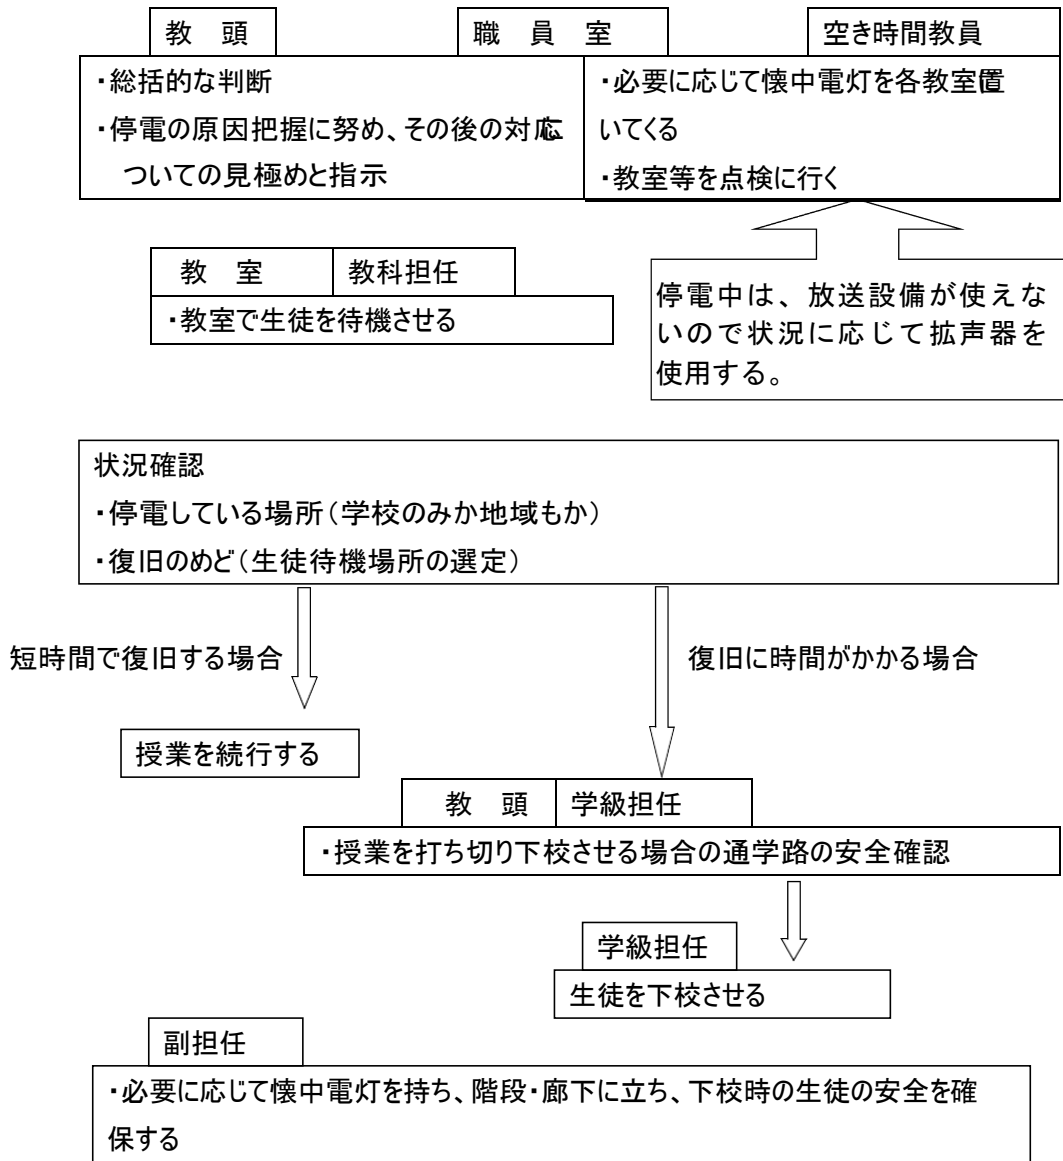 教　頭
職　員　室
空き時間教員
・総括的な判断
・停電の原因把握に努め、その後の対応
ついての見極めと指示
・必要に応じて懐中電灯を各教室置
いてくる
・教室等を点検に行く
教　室
教科担任
・教室で生徒を待機させる
停電中は、放送設備が使えな
いので状況に応じて拡声器を
使用する。
状況確認
・停電している場所（学校のみか地域もか）
・復旧のめど（生徒待機場所の選定）
短時間で復旧する場合
復旧に時間がかかる場合
授業を続行する
教　頭
学級担任
・授業を打ち切り下校させる場合の通学路の安全確認
学級担任
生徒を下校させる
副担任
・必要に応じて懐中電灯を持ち、階段・廊下に立ち、下校時の生徒の安全を確
保する